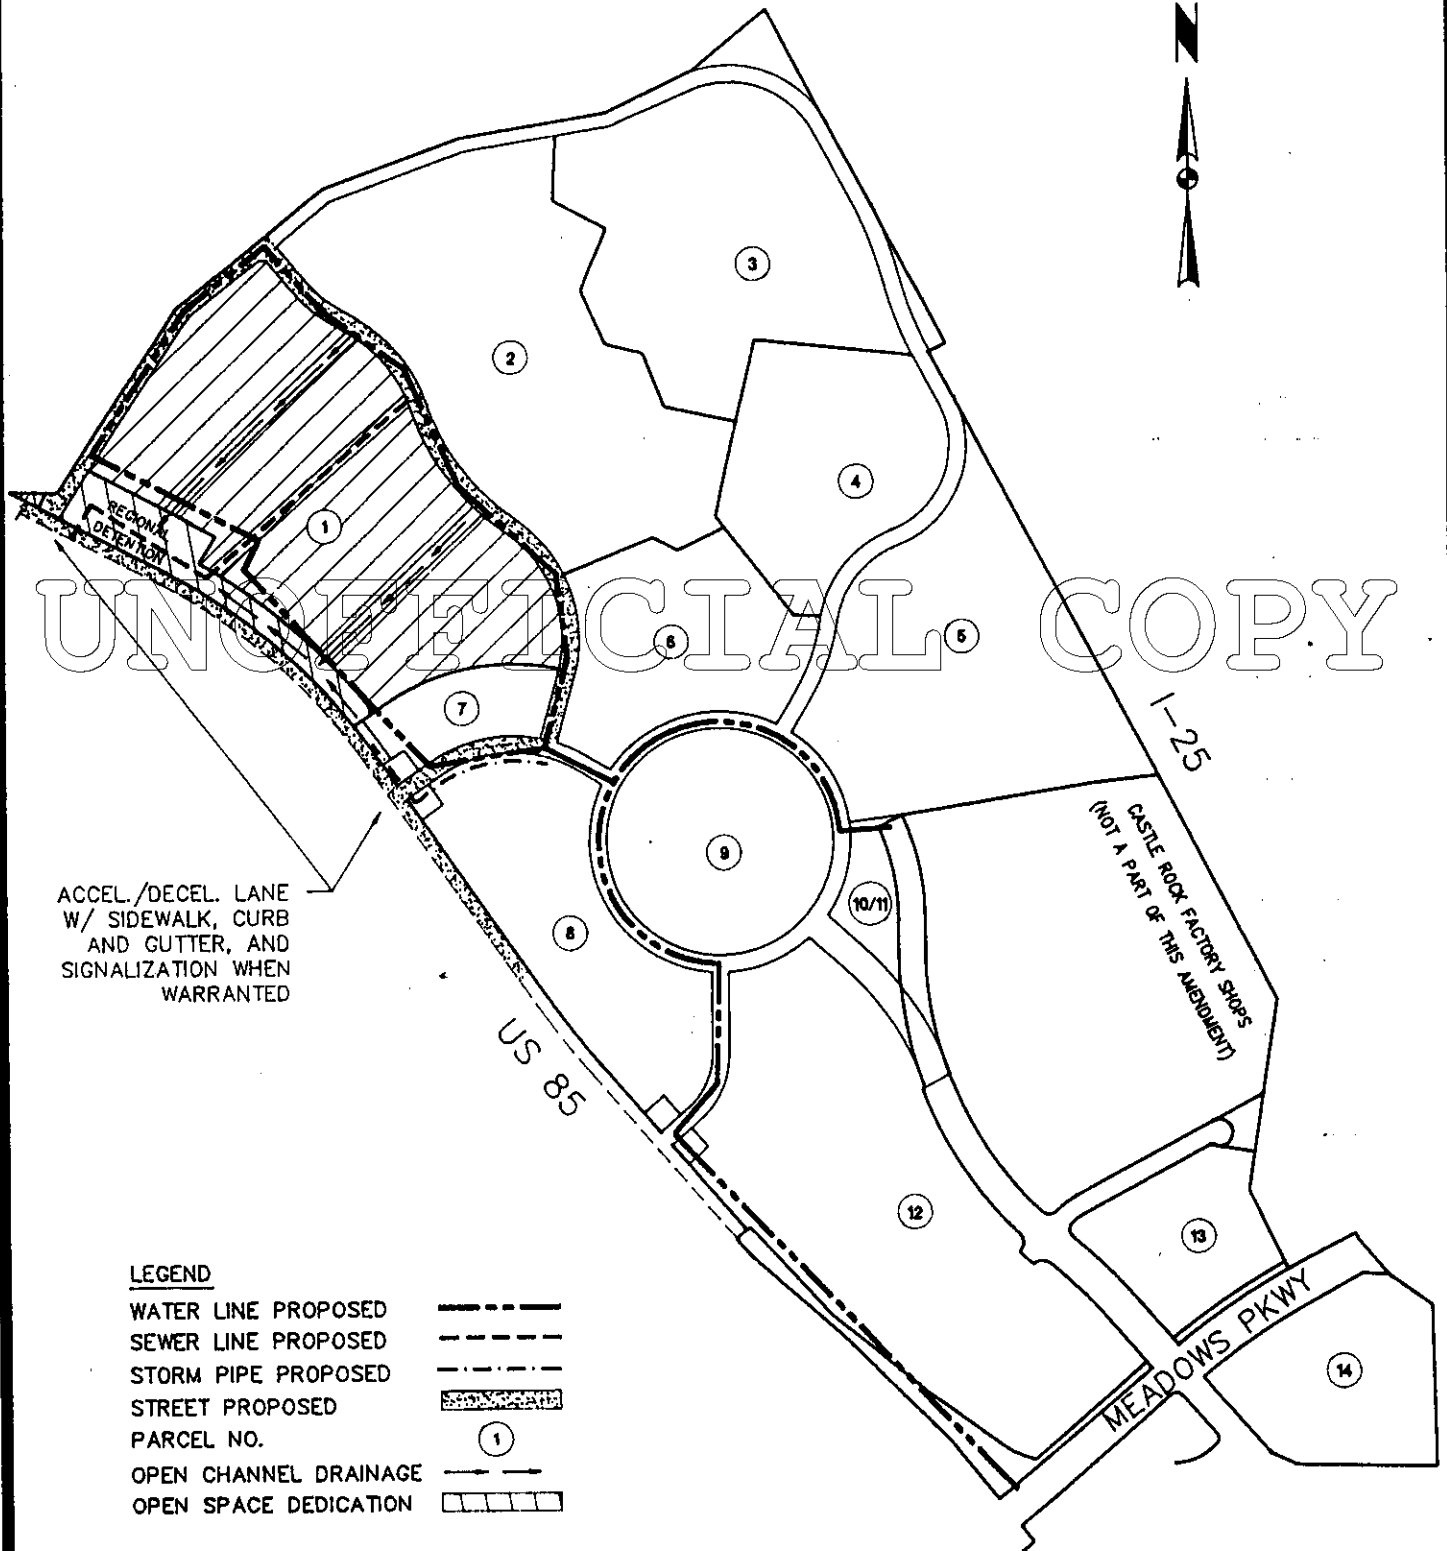 N
3
2
4
1
REGIONAL
DETENTION
UNOFFICIAL COPY
6
5
7
I-25
9
10/11
8
CASTLE ROCK FACTORY SHOPS
(NOT A PART OF THIS AMENDMENT)
ACCEL./DECEL. LANE
W/ SIDEWALK, CURB
AND GUTTER, AND
SIGNALIZATION WHEN
WARRANTED
US 85
12
13
MEADOWS PKWY
14
LEGEND
WATER LINE PROPOSED
SEWER LINE PROPOSED
STORM PIPE PROPOSED
STREET PROPOSED
PARCEL NO. 1
OPEN CHANNEL DRAINAGE
OPEN SPACE DEDICATION